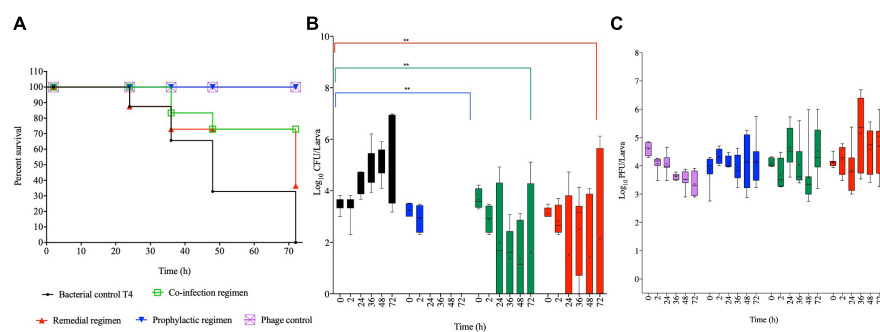 A
Percent survival
110
100
90
80
70
60
50
40
30
20
10
0
0 20 40 60 80
Time (h)
Bacterial control T4
Co-infection regimen
Remedial regimen
Prophylactic regimen
Phage control
B
Log10 CFU/Larva
10
8
6
4
2
0
**
**
**
0 2 24 36 48 72 0 2 24 36 48 72 0 2 24 36 48 72 0 2 24 36 48 72
Time (h)
C
Log10 PFU/Larva
8
7
6
5
4
3
2
1
0
0 2 24 36 48 72 0 2 24 36 48 72 0 2 24 36 48 72 0 2 24 36 48 72
Time (h)